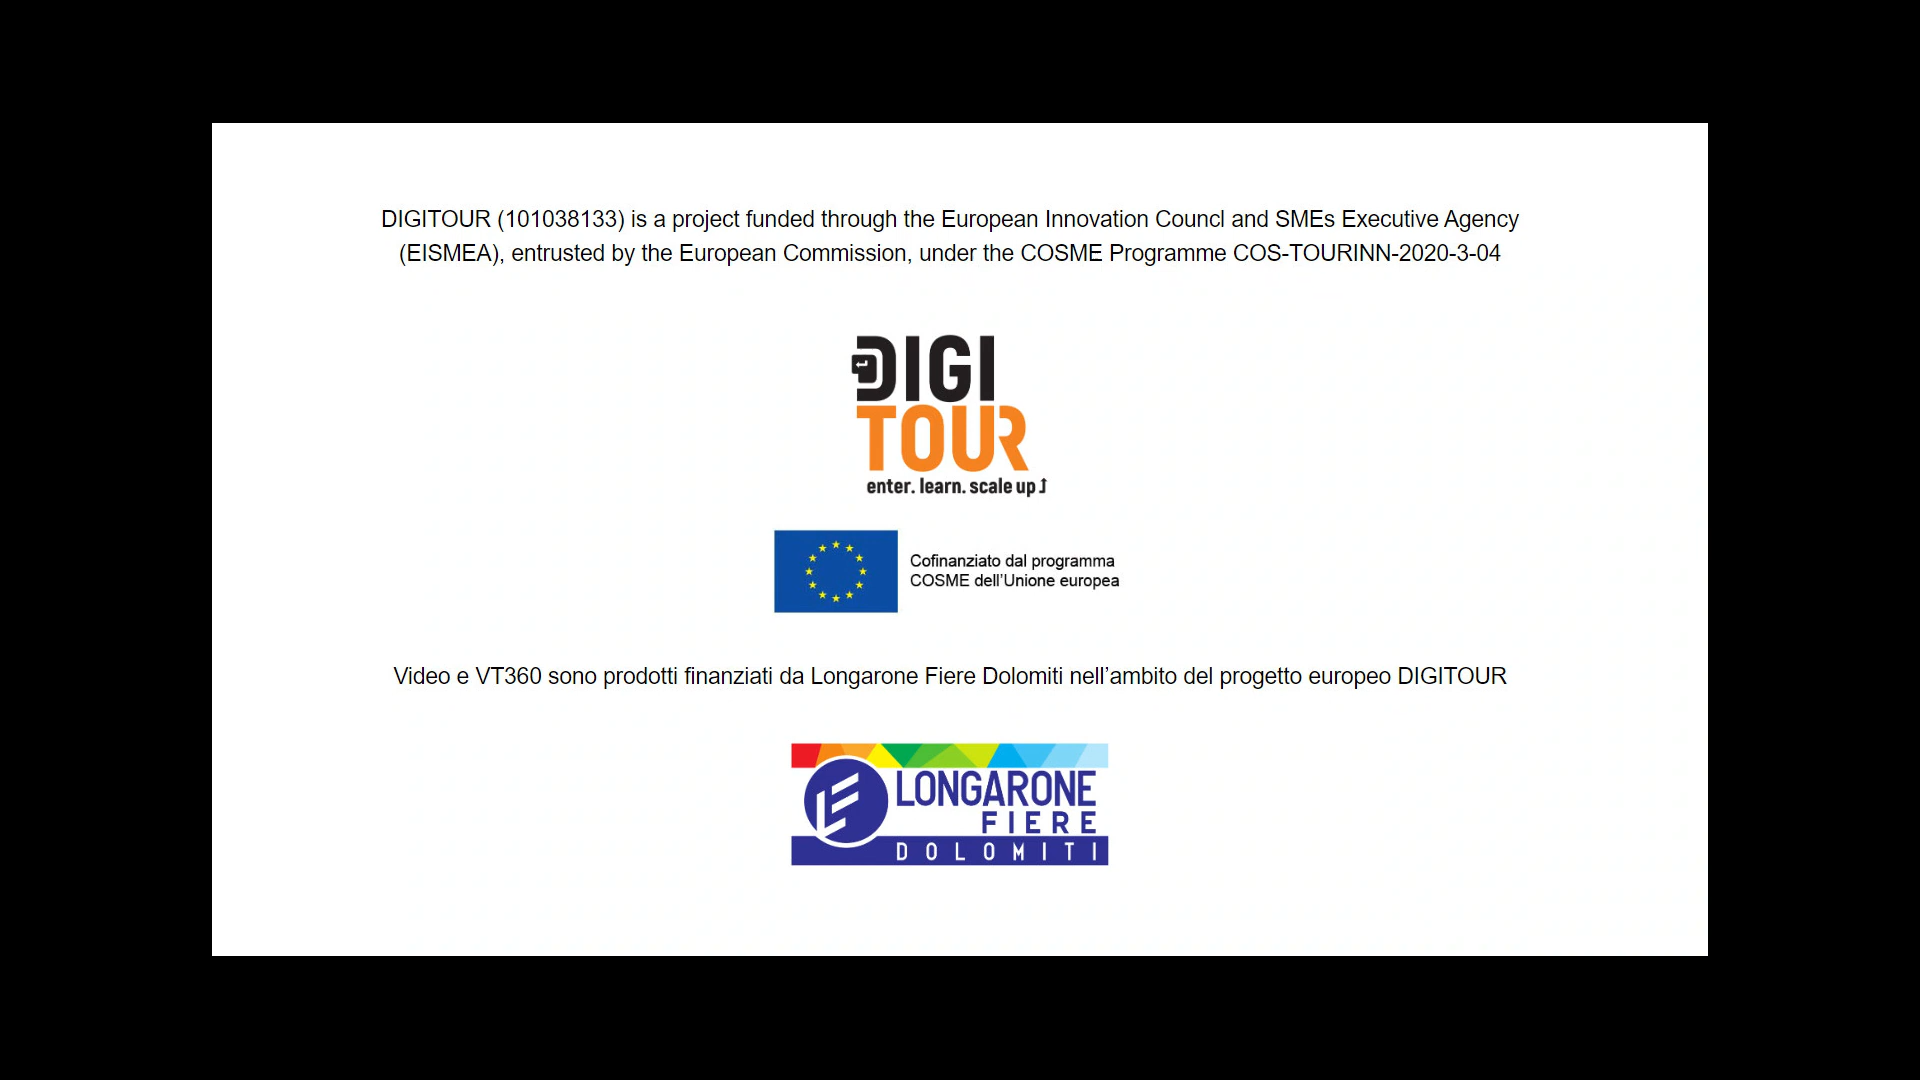 DIGITOUR (101038133) is a project funded through the European Innovation Councl and SMEs Executive Agency
(EISMEA), entrusted by the European Commission, under the COSME Programme COS-TOURINN-2020-3-04
DIGI
TOUR
enter. learn. scale up
Cofinanziato dal programma
COSME dell’Unione europea
Video e VT360 sono prodotti finanziati da Longarone Fiere Dolomiti nell’ambito del progetto europeo DIGITOUR
LONGARONE
FIERE
DOLOMITI